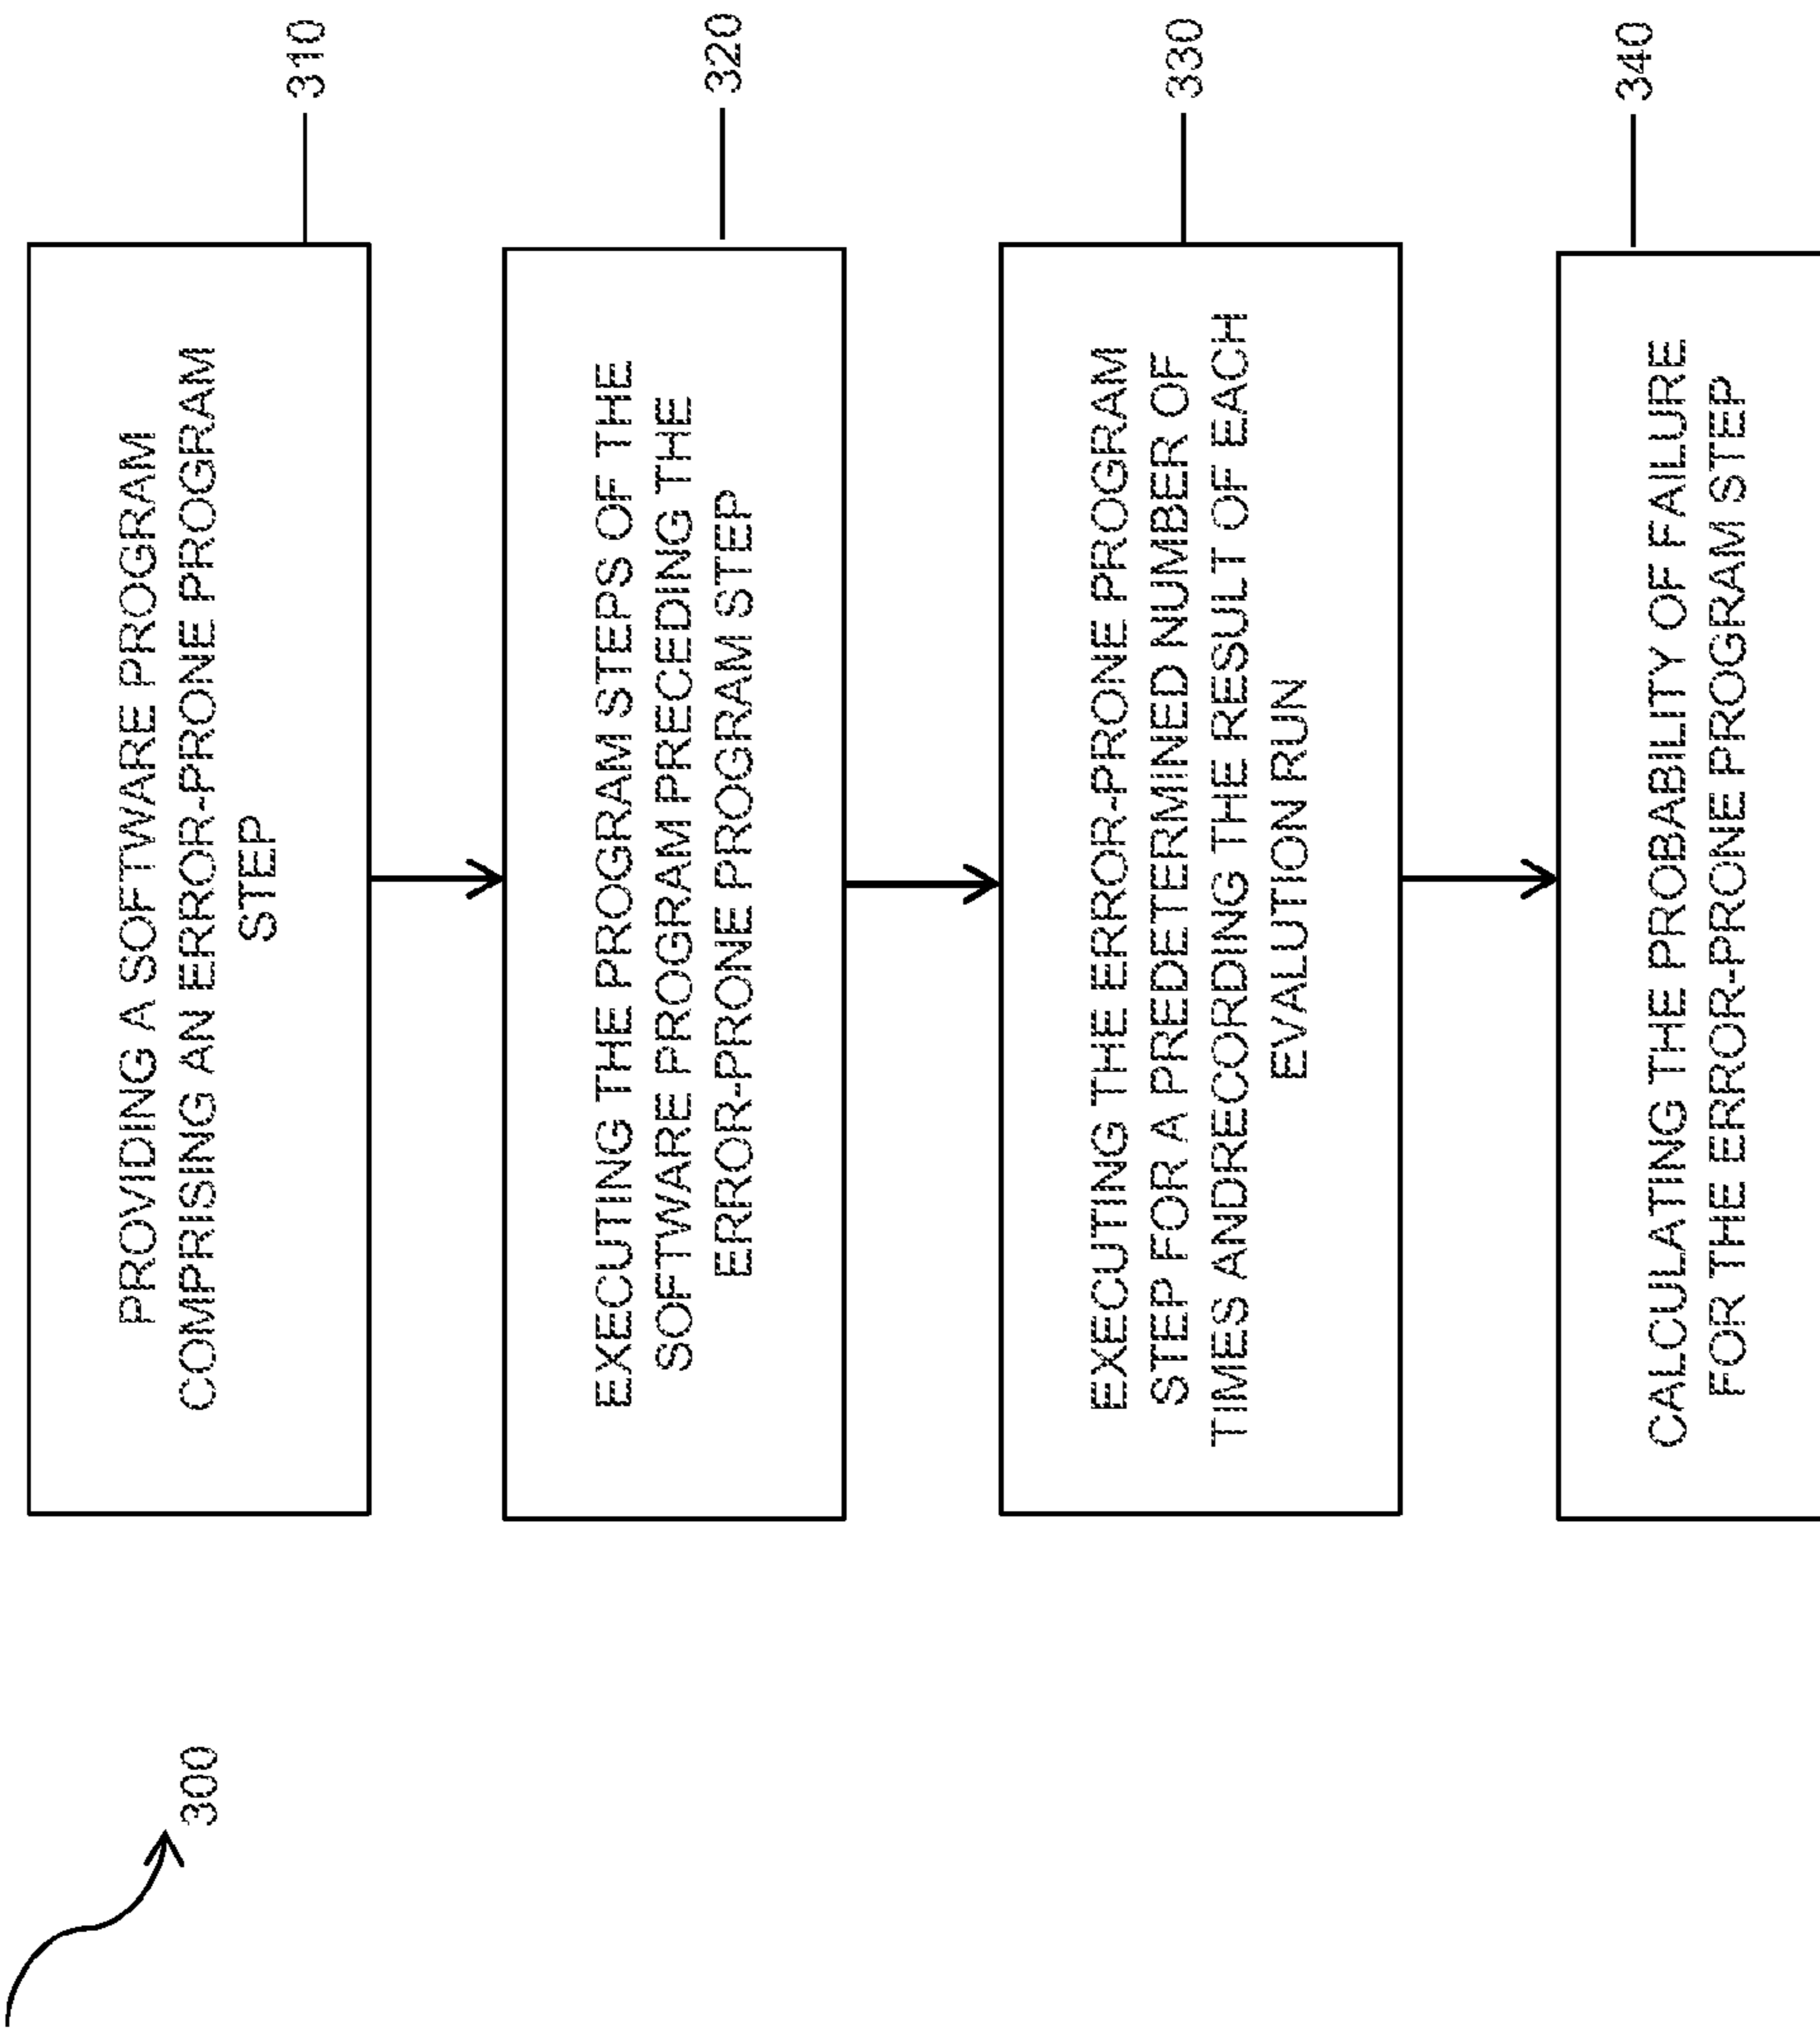 300
PROVIDING A SOFTWARE PROGRAM
COMPRISING AN ERROR-PRONE PROGRAM
STEP
310
EXECUTING THE PROGRAM STEPS OF THE
SOFTWARE PROGRAM PRECEDING THE
ERROR-PRONE PROGRAM STEP
320
EXECUTING THE ERROR-PRONE PROGRAM
STEP FOR A PREDETERMINED NUMBER OF
TIMES ANDRECORDING THE RESULT OF EACH
EVALUTION RUN
330
CALCULATING THE PROBABILITY OF FAILURE
FOR THE ERROR-PRONE PROGRAM STEP
340